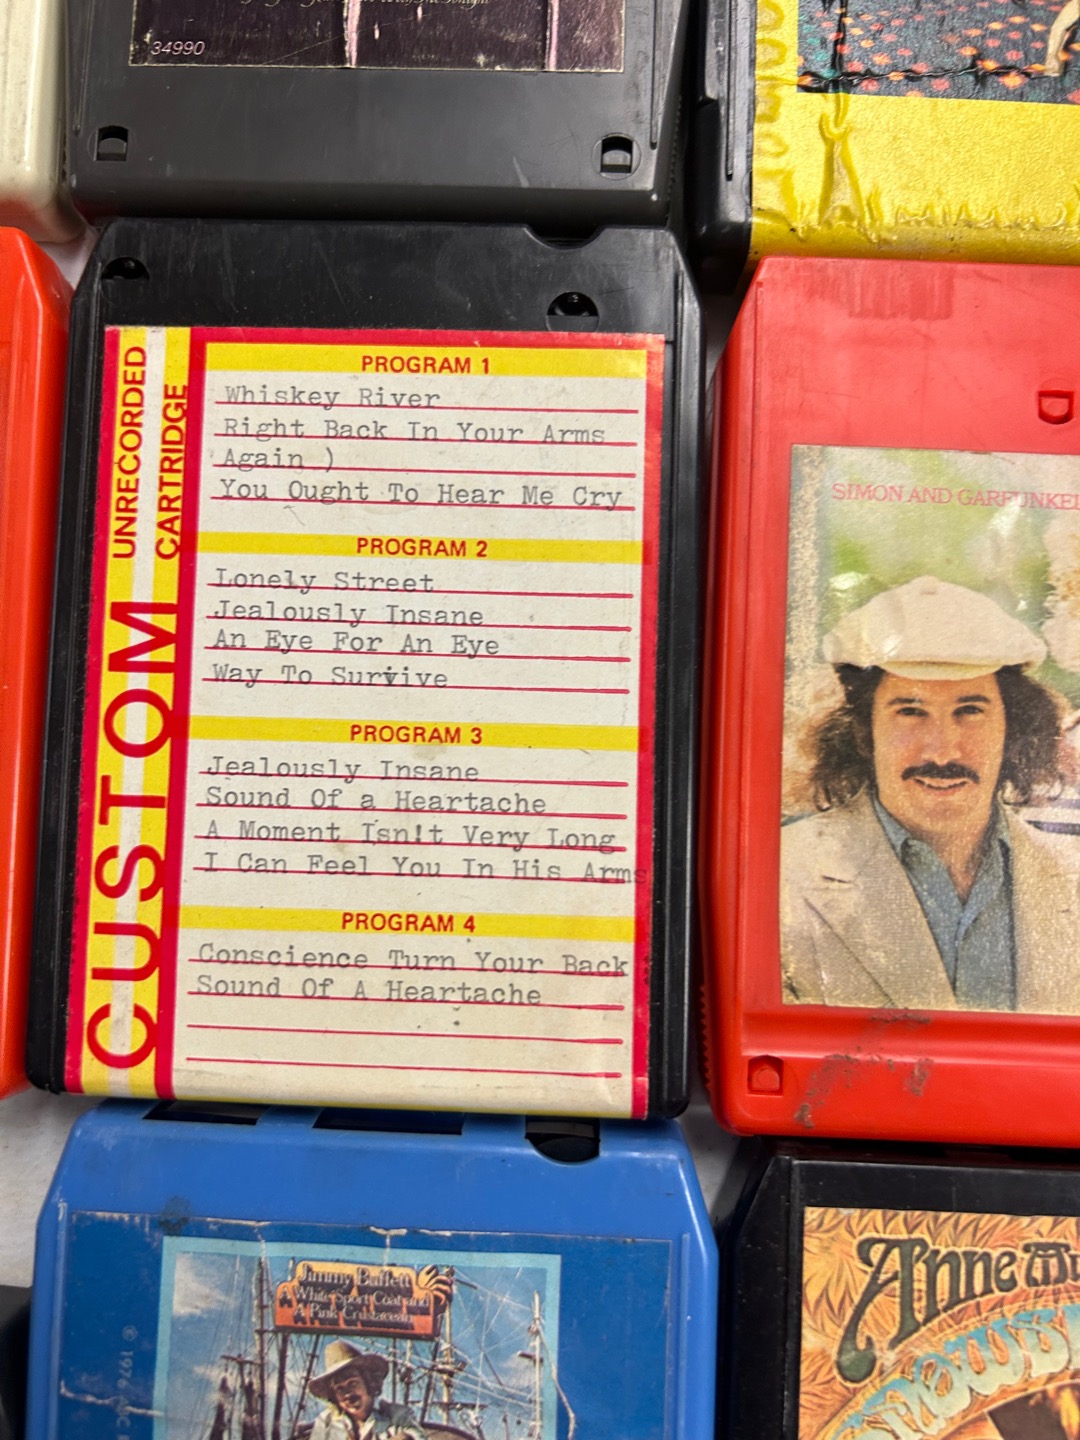 34990
UNRECORDED
CARTRIDGE
CUSTOM
PROGRAM 1
Whiskey River
Right Back In Your Arms
Again )
You Ought To Hear Me Cry
PROGRAM 2
Lonely Street
Jealously Insane
An Eye For An Eye
Way To Survive
PROGRAM 3
Jealously Insane
Sound Of a Heartache
A Moment Isn!t Very Long
I Can Feel You In His Arms
PROGRAM 4
Conscience Turn Your Back
Sound Of A Heartache
SIMON AND GARFUNKEL
Jimmy Buffett
A White Sport Coat and
A Pink Crustacean
Anne Mu